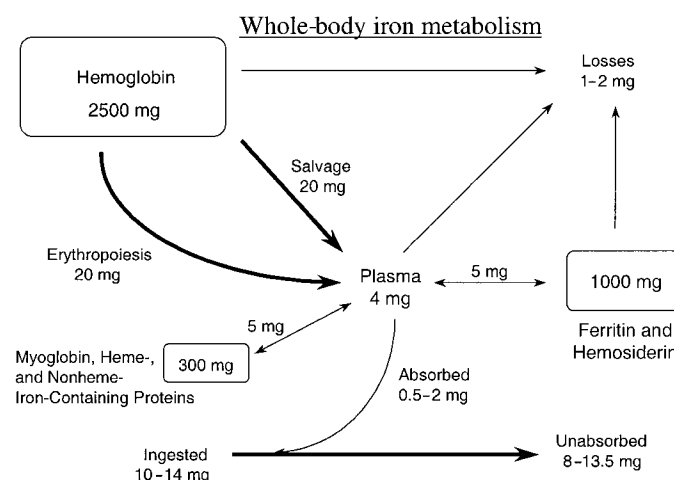 Whole-body iron metabolism
Hemoglobin
2500 mg
Losses
1–2 mg
Salvage
20 mg
Erythropoiesis
20 mg
Plasma
4 mg
5 mg
1000 mg
Ferritin and
Hemosiderin
5 mg
Myoglobin, Heme-,
and Nonheme-
Iron-Containing Proteins
300 mg
Absorbed
0.5–2 mg
Ingested
10–14 mg
Unabsorbed
8–13.5 mg